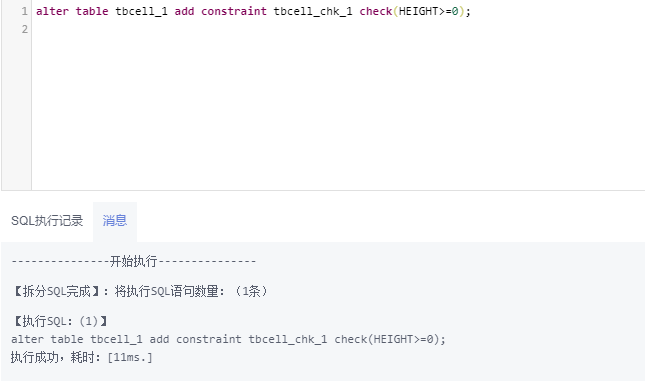 1 alter table tbcell_1 add constraint tbcell_chk_1 check(HEIGHT>=0);
2
SQL执行记录 消息
---------------开始执行---------------
【拆分SQL完成】：将执行SQL语句数量：（1条）
【执行SQL：(1)】
alter table tbcell_1 add constraint tbcell_chk_1 check(HEIGHT>=0);
执行成功，耗时：[11ms.]